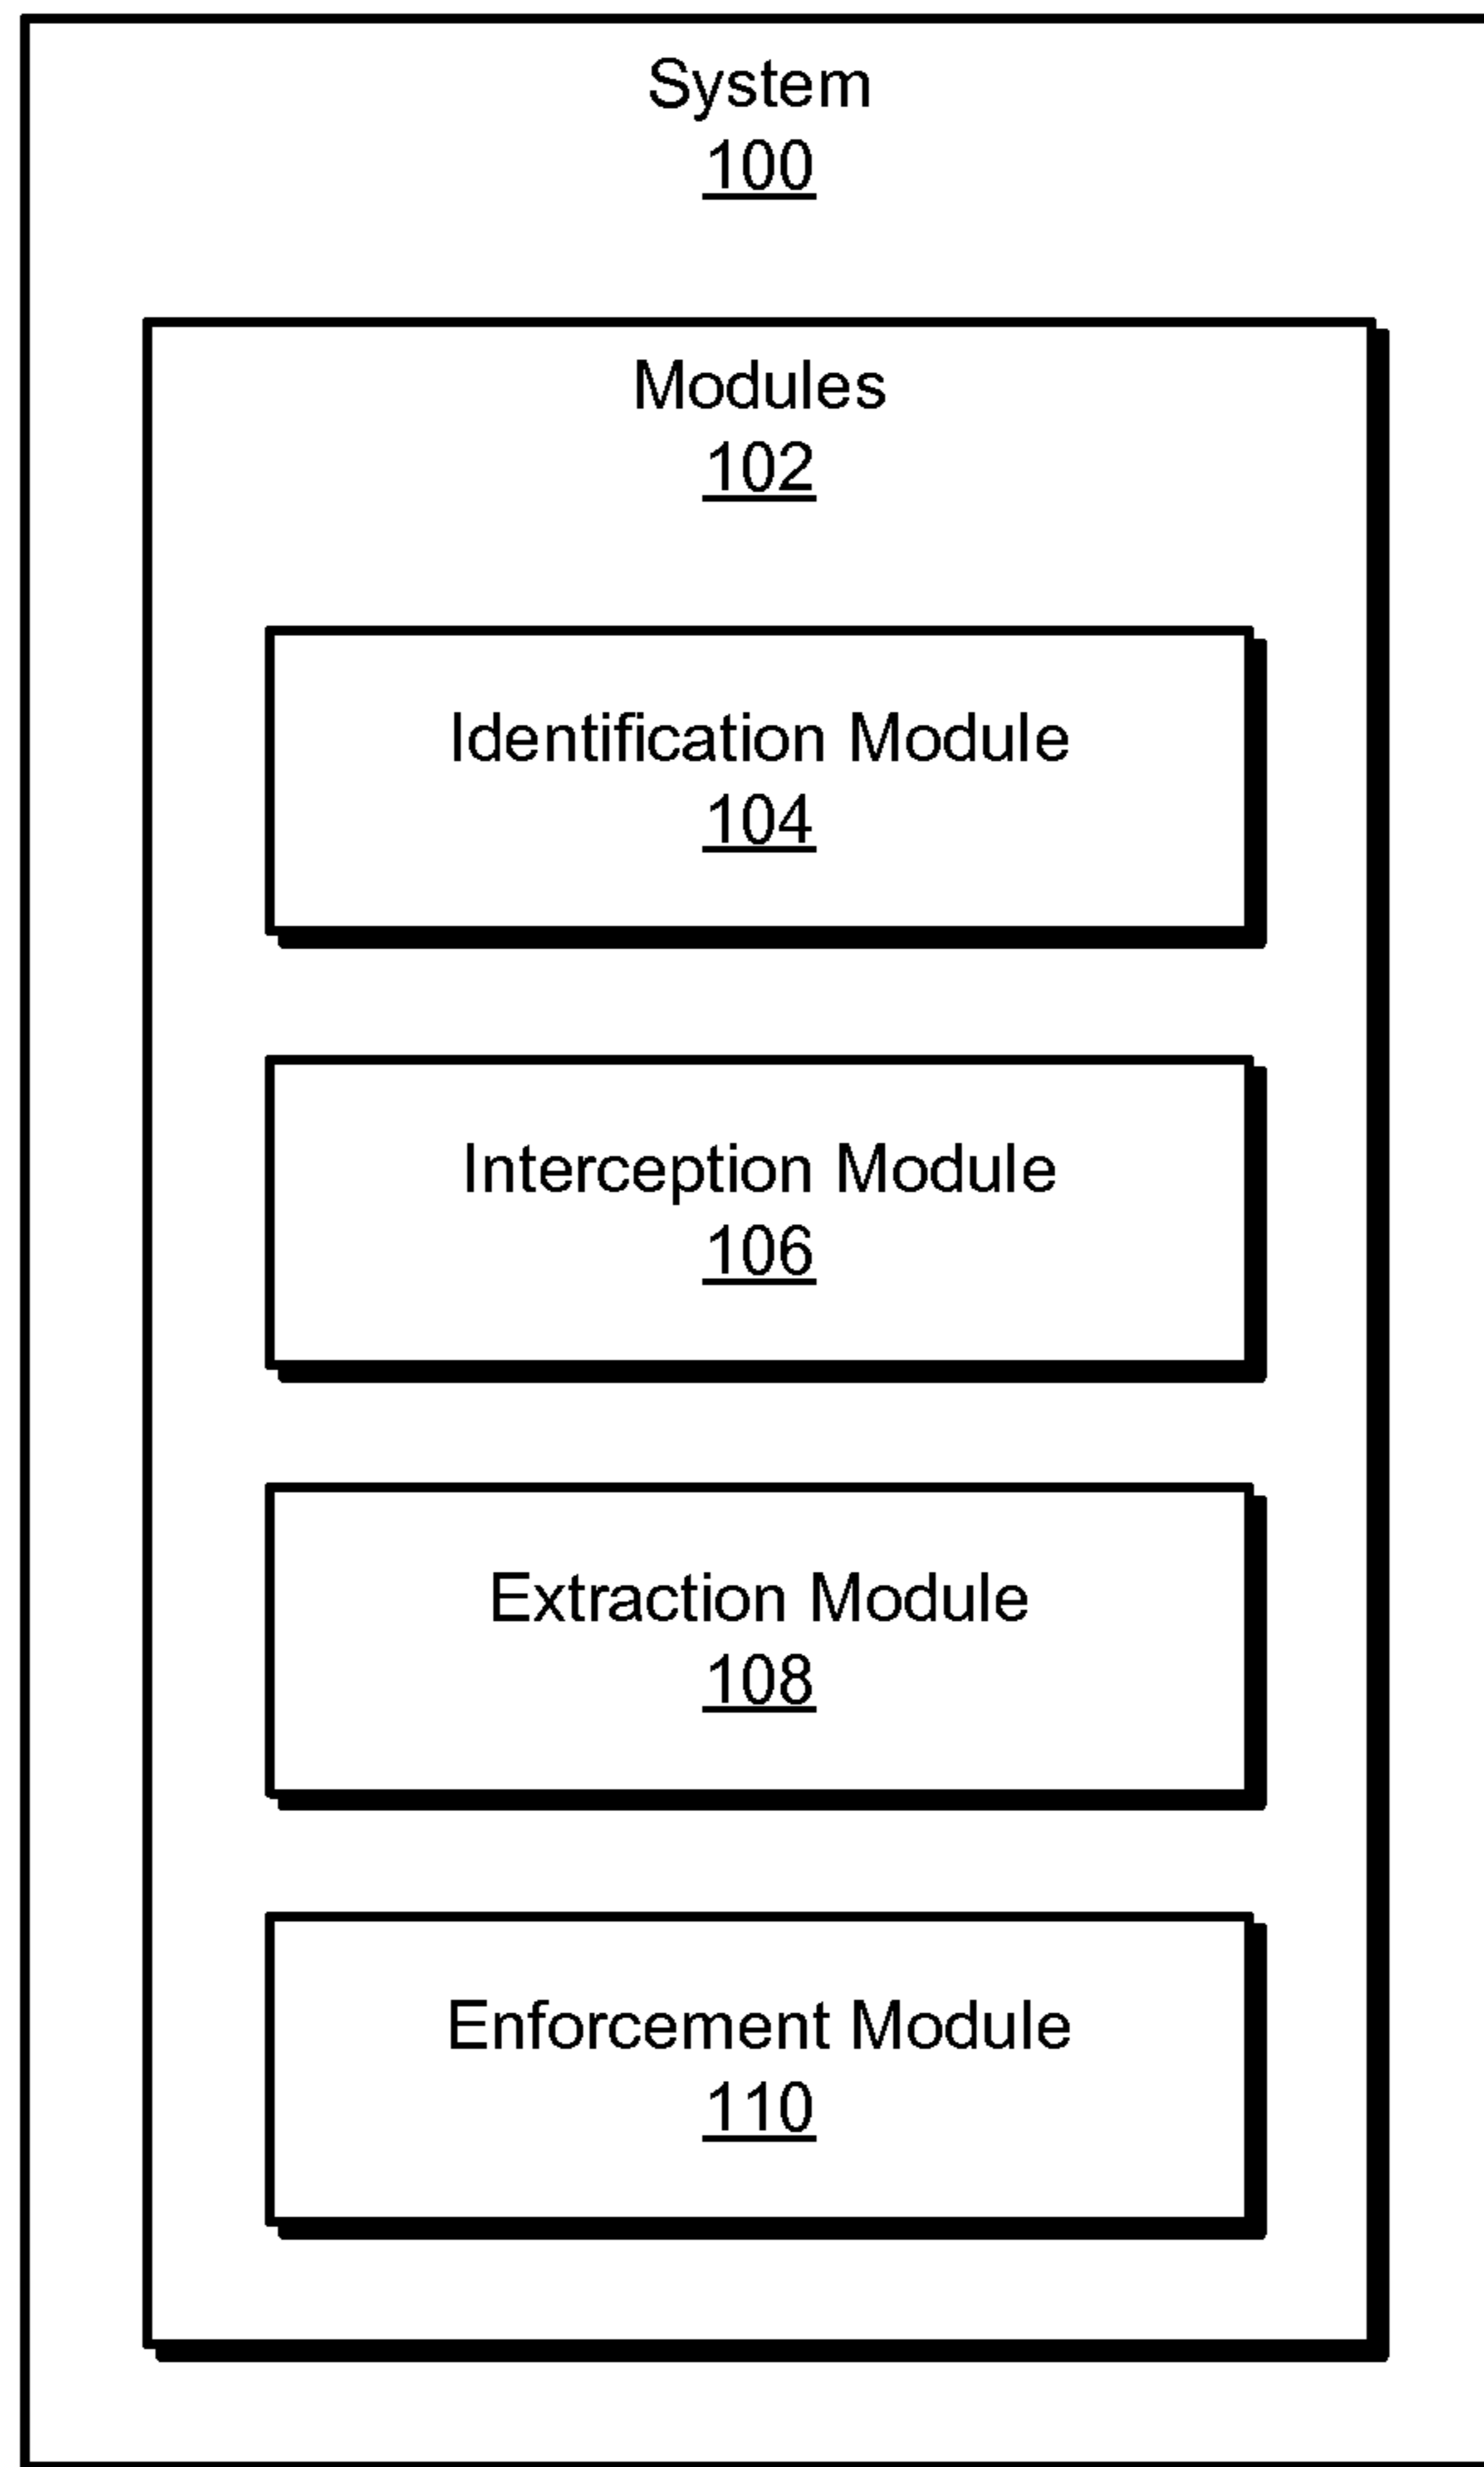 System
100
Modules
102
Identification Module
104
Interception Module
106
Extraction Module
108
Enforcement Module
110